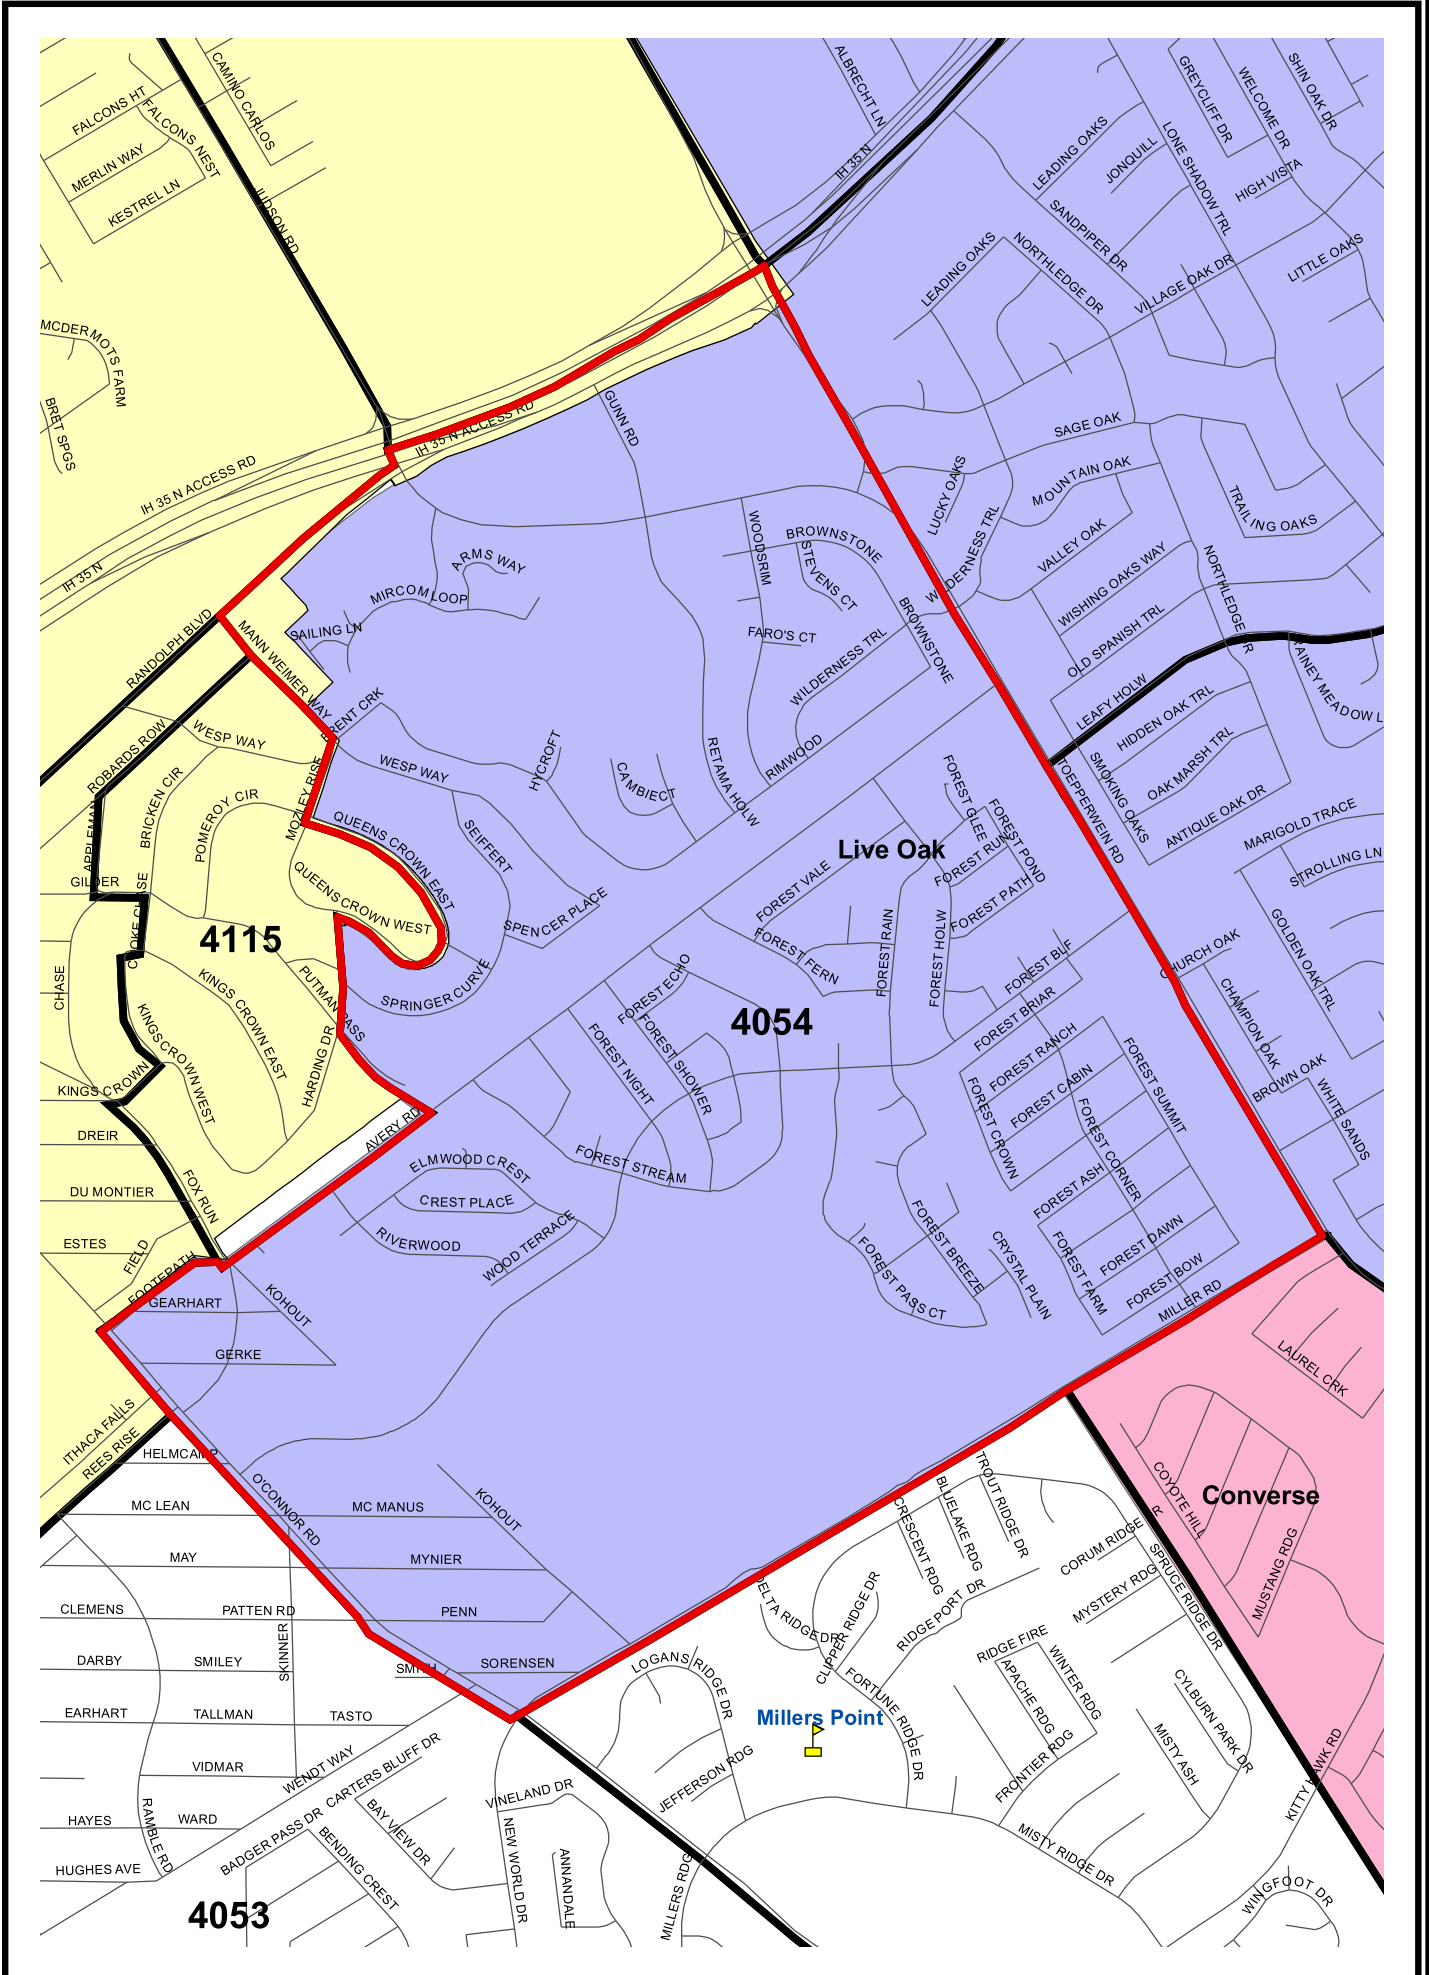 FALCONS HT
FALCONS NEST
CAMINO CARLOS
MERLIN WAY
KESTREL LN
JUDSON RD
ALBRECHT LN
IH 35 N
GREYCLIFF DR
WELCOME DR
SHIN OAK DR
LEADING OAKS
JONQUILL
LONE SHADOW TRL
HIGH VISTA
SANDPIPER DR
LEADING OAKS
NORTHLEDGE DR
VILLAGE OAK DR
LITTLE OAKS
MCDERMOTS FARM
BRET SPGS
IH 35 N ACCESS RD
IH 35 N ACCESS RD
IH 35 N
GUNN RD
SAGE OAK
LUCKY OAKS
MOUNTAIN OAK
TRAILING OAKS
VALLEY OAK
WISHING OAKS WAY
WILDERNESS TRL
OLD SPANISH TRL
NORTHLEDGE DR
WOODSRIM
BROWNSTONE
STEVENS CT
ARMS WAY
MIRCOM LOOP
SAILING LN
FARO'S CT
WILDERNESS TRL
BROWNSTONE
RANDOLPH BLVD
MANN WEIMER WAY
BRENT CRK
ROBARDS ROW
WESP WAY
WESP WAY
HYCROFT
CAMBIECT
RETAMA HOLW
RIMWOOD
LEAFY HOLW
HIDDEN OAK TRL
RAINEY MEADOW L
OAK MARSH TRL
ANTIQUE OAK DR
SMOKING OAKS
TOEPPERWEIN RD
MARIGOLD TRACE
STROLLING LN
GOLDEN OAK TRL
APPLEMAN
BRICKEN CIR
POMEROY CIR
MOZLEY RISE
QUEENS CROWN EAST
QUEENS CROWN WEST
SEIFFERT
SPENCER PLACE
SPRINGER CURVE
GILDER
COOKE CHASE
CHASE
4115
PUTMAN PASS
KINGS CROWN EAST
KINGS CROWN WEST
KINGS CROWN
HARDING DR
Live Oak
FOREST GLEE
FOREST POND
FOREST RUN
FOREST PATH
FOREST VALE
FOREST FERN
FOREST RAIN
FOREST HOLW
FOREST BLF
FOREST BRIAR
FOREST ECHO
FOREST SHOWER
FOREST NIGHT
4054
FOREST RANCH
FOREST CABIN
FOREST CROWN
FOREST SUMMIT
FOREST CORNER
CHURCH OAK
CHAMPION OAK
BROWN OAK
WHITE SANDS
DREIR
DU MONTIER
ESTES
FIELD
FOX RUN
FOOTEPATH
AVERY RD
ELMWOOD CREST
CREST PLACE
RIVERWOOD
WOOD TERRACE
FOREST STREAM
FOREST ASH
FOREST DAWN
FOREST BOW
FOREST FARM
FOREST BREEZE
FOREST PASS CT
CRYSTAL PLAIN
MILLER RD
GEARHART
KOHOUT
GERKE
ITHACA FALLS
REES RISE
HELMCAMP
O'CONNOR RD
MC LEAN
MC MANUS
KOHOUT
MAY
MYNIER
CLEMENS
PATTEN RD
PENN
SKINNER
DARBY
SMILEY
SMITH
SORENSEN
EARHART
TALLMAN
TASTO
VIDMAR
WENDT WAY
HAYES
WARD
RAMBLE RD
HUGHES AVE
BADGER PASS DR
CARTERS BLUFF DR
BAY VIEW DR
BENDING CREST
4053
VINELAND DR
NEW WORLD DR
ANNANDALE
LAUREL CRK
COYOTE HILL
Converse
MUSTANG RDG
TROUT RIDGE DR
BLUELAKE RDG
CRESCENT RDG
CORUM RIDGE
R
SPRUCE RIDGE DR
MYSTERY RDG
DELTA RIDGE DR
CLIPPER RIDGE DR
RIDGEPORT DR
RIDGE FIRE
APACHE RDG
WINTER RDG
LOGANS RIDGE DR
FORTUNE RIDGE DR
Millers Point
JEFFERSON RDG
FRONTIER RDG
MISTY ASH
CYLBURN PARK DR
KITTY HAWK RD
MISTY RIDGE DR
WINGFOOT DR
MILLERS RDG